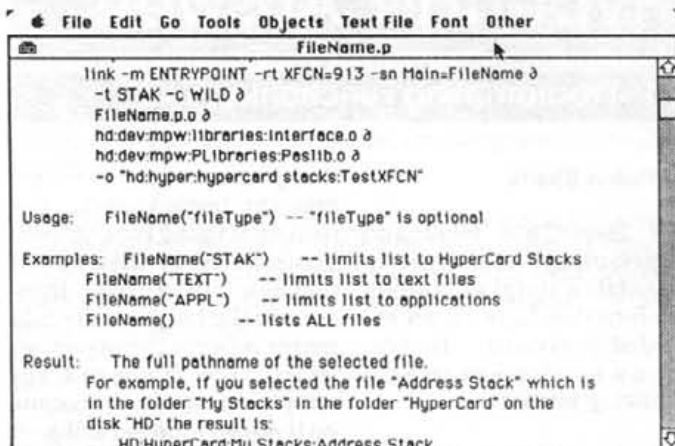 File Edit Go Tools Objects Text File Font Other
FileName.p
link -m ENTRYPOINT -rt XFCN=913 -sn Main=FileName ∂
-t STAK -c WILD ∂
FileName.p.o ∂
hd:dev:mpw:libraries:Interface.o ∂
hd:dev:mpw:PLibraries:Paslib.o ∂
-o "hd:hyper:hypercard stacks:TestXFCN"
Usage: FileName("fileType") -- "fileType" is optional
Examples: FileName("STAK") -- limits list to HyperCard Stacks
FileName("TEXT") -- limits list to text files
FileName("APPL") -- limits list to applications
FileName() -- lists ALL files
Result: The full pathname of the selected file.
For example, if you selected the file "Address Stack" which is
in the folder "My Stacks" in the folder "HyperCard" on the
disk "HD" the result is:
HD:HyperCard:My Stacks:Address Stack